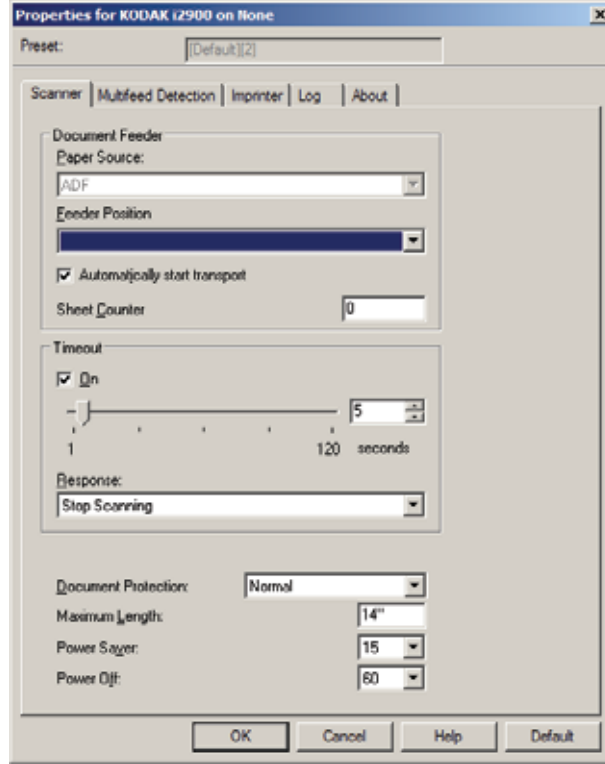 Properties for KODAK i2900 on None
Preset: [Default][2]
Scanner Multifeed Detection Imprinter Log About
Document Feeder
Paper Source:
ADF
Feeder Position
Automatically start transport
Sheet Counter 0
Timeout
On
5
1 120 seconds
Response:
Stop Scanning
Document Protection: Normal
Maximum Length: 14"
Power Saver: 15
Power Off: 60
OK Cancel Help Default